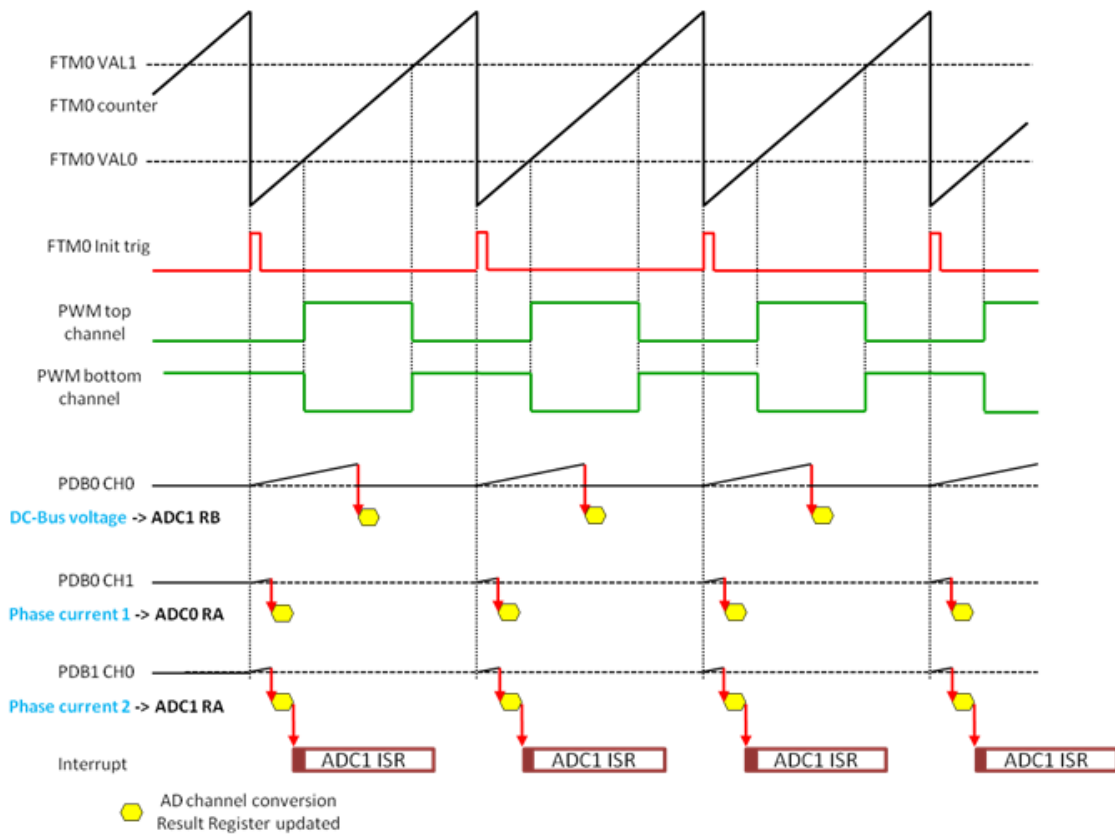 FTM0 VAL1
FTM0 counter
FTM0 VAL0
FTM0 Init trig
PWM top
channel
PWM bottom
channel
PDB0 CH0
DC-Bus voltage -> ADC1 RB
PDB0 CH1
Phase current 1 -> ADC0 RA
PDB1 CH0
Phase current 2 -> ADC1 RA
Interrupt
ADC1 ISR
ADC1 ISR
ADC1 ISR
ADC1 ISR
AD channel conversion
Result Register updated